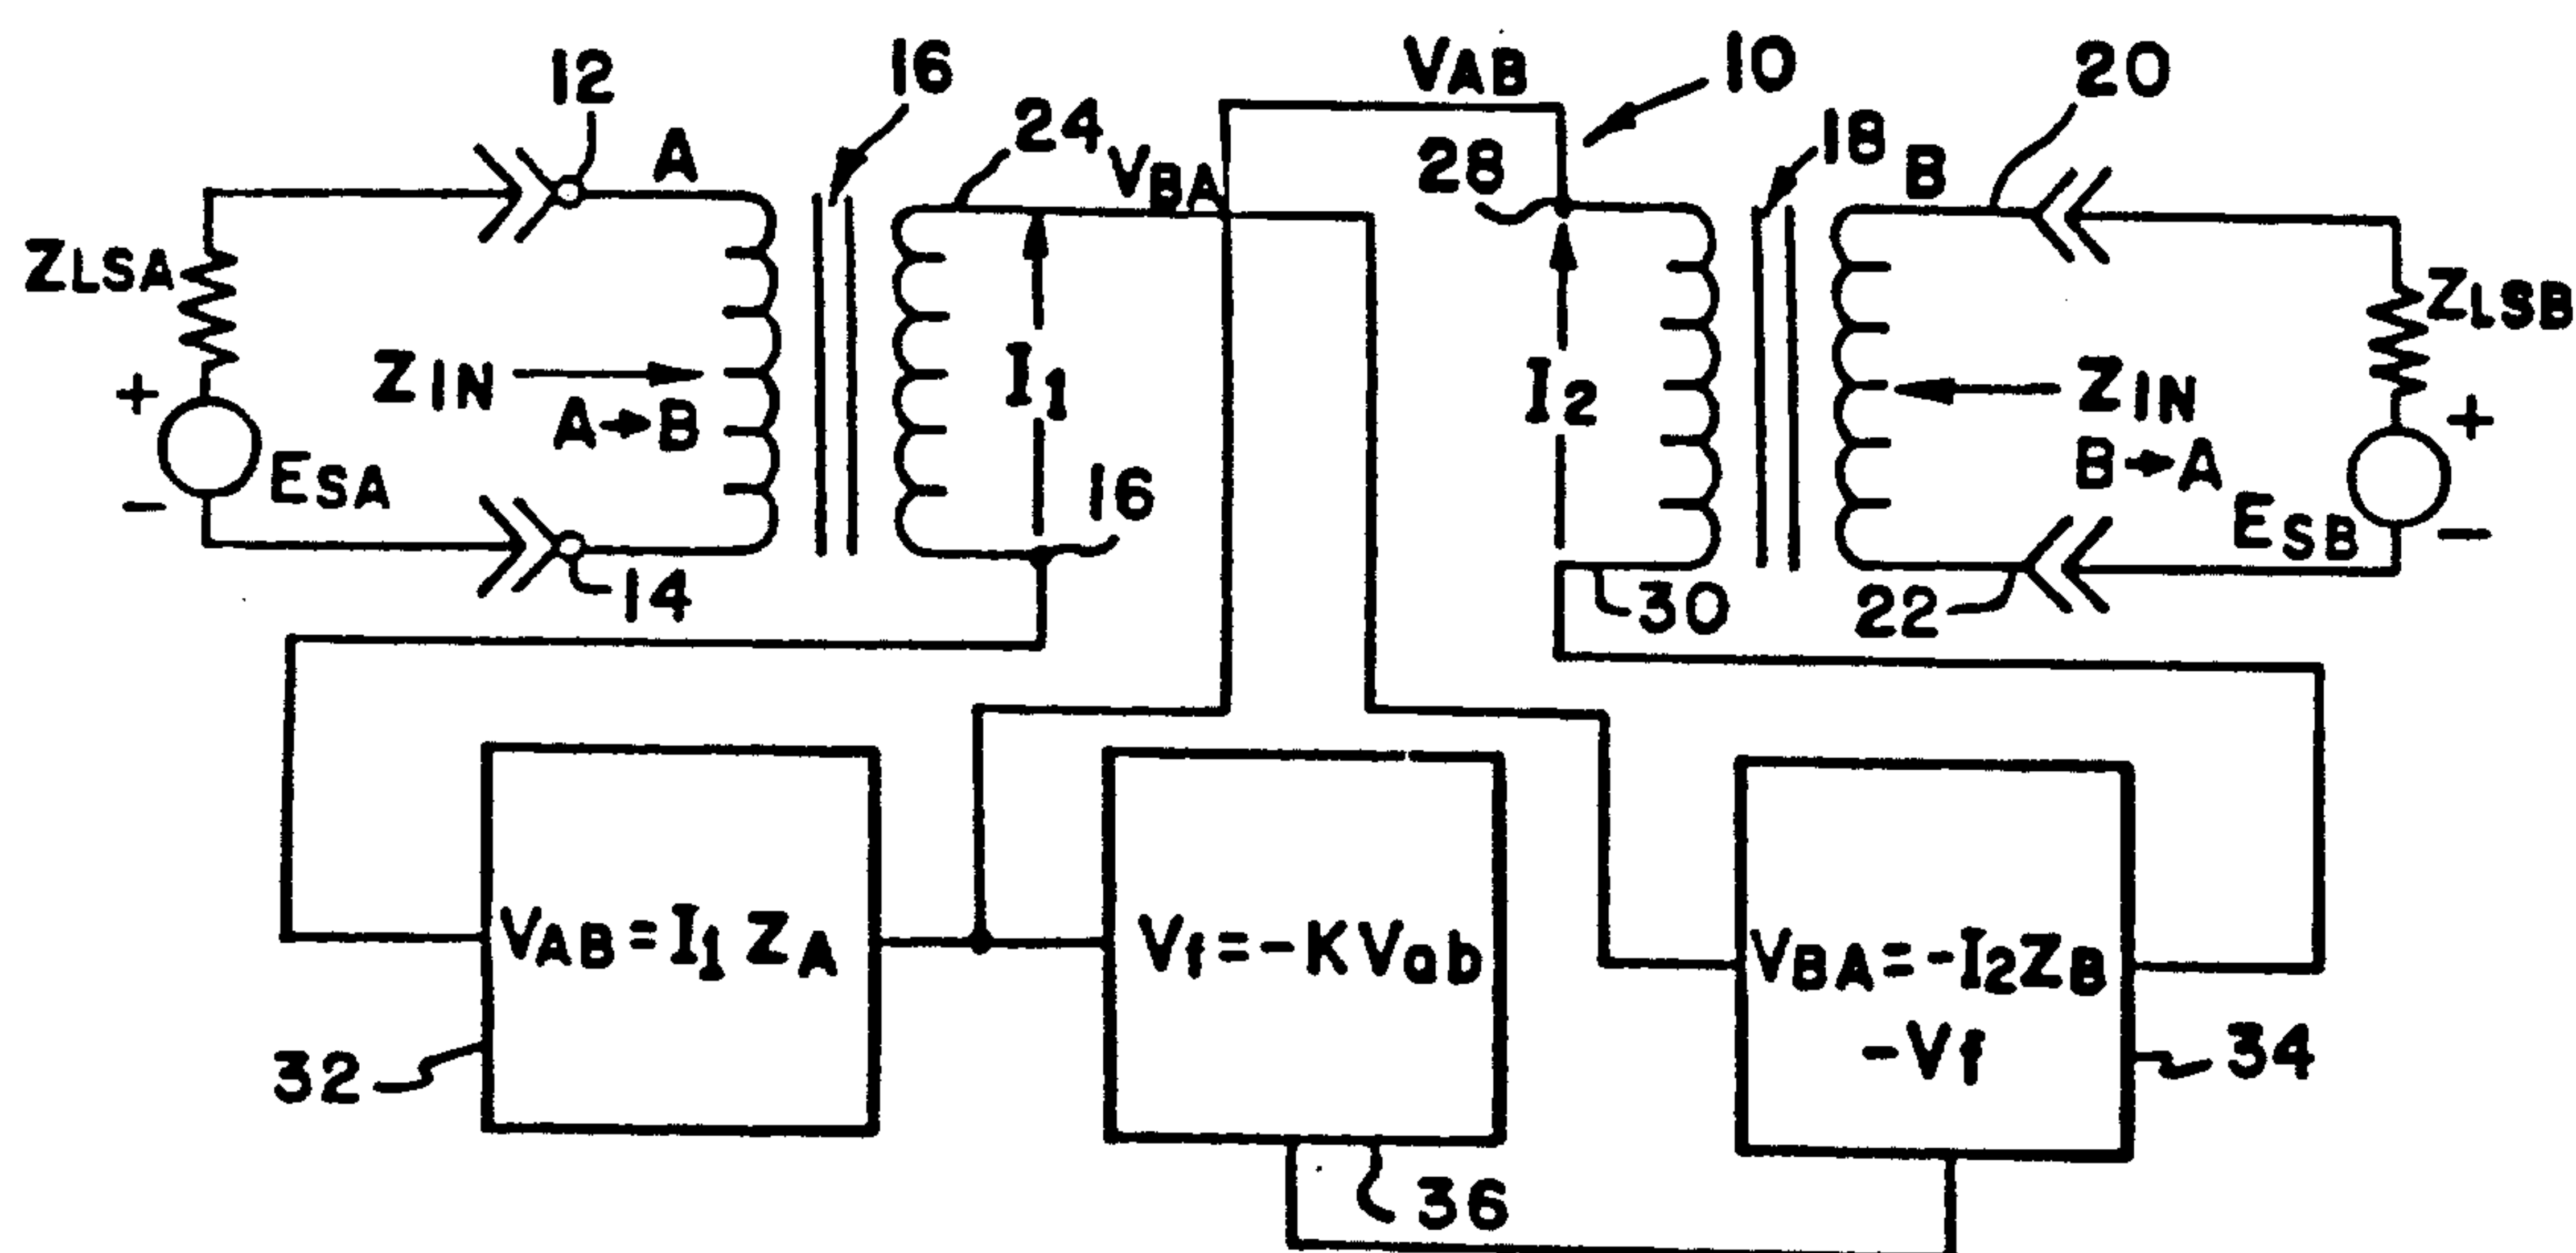 12
16
VAB
10
20
A
24
VBA
28
18
B
ZLSA
ZLSB
ZIN
A→B
I1
I2
ZIN
B→A
+
-
ESA
16
+
-
ESB
14
30
22
VAB=I1 ZA
Vf=-KVab
VBA=-I2ZB
-Vf
32
34
36